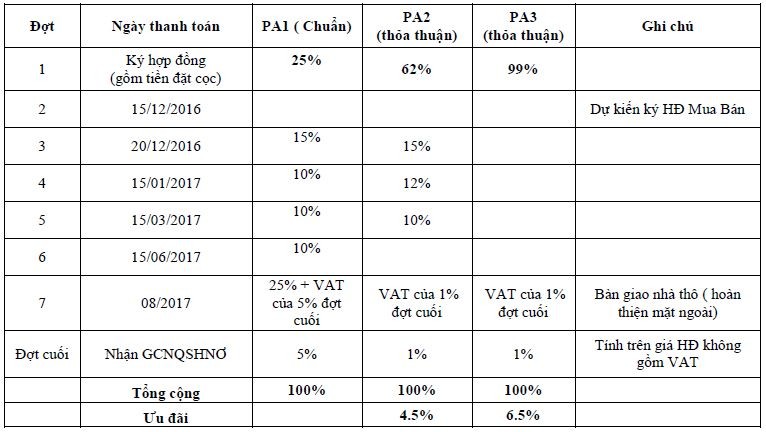 Đợt Ngày thanh toán PA1 ( Chuẩn) PA2 (thỏa thuận) PA3 (thỏa thuận) Ghi chú
1 Ký hợp đồng (gồm tiền đặt cọc) 25% 62% 99%
2 15/12/2016 Dự kiến ký HĐ Mua Bán
3 20/12/2016 15% 15%
4 15/01/2017 10% 12%
5 15/03/2017 10% 10%
6 15/06/2017 10%
7 08/2017 25% + VAT của 5% đợt cuối VAT của 1% đợt cuối VAT của 1% đợt cuối Bàn giao nhà thô ( hoàn thiện mặt ngoài)
Đợt cuối Nhận GCNQSHNƠ 5% 1% 1% Tính trên giá HĐ không gồm VAT
Tổng cộng 100% 100% 100%
Ưu đãi 4.5% 6.5%